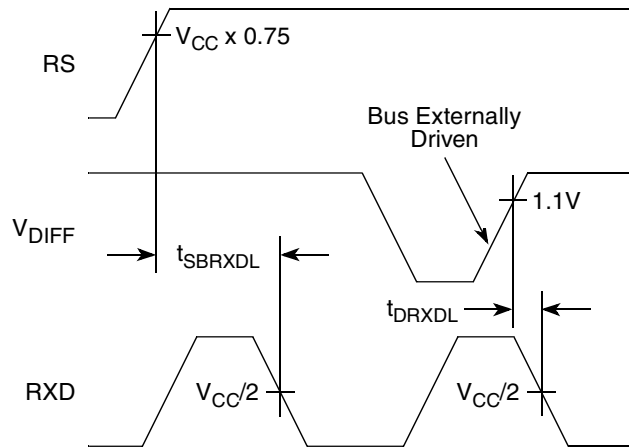 V_CC x 0.75
RS
Bus Externally
Driven
1.1V
V_DIFF
t_SBRXDL
t_DRXDL
RXD
V_CC/2
V_CC/2